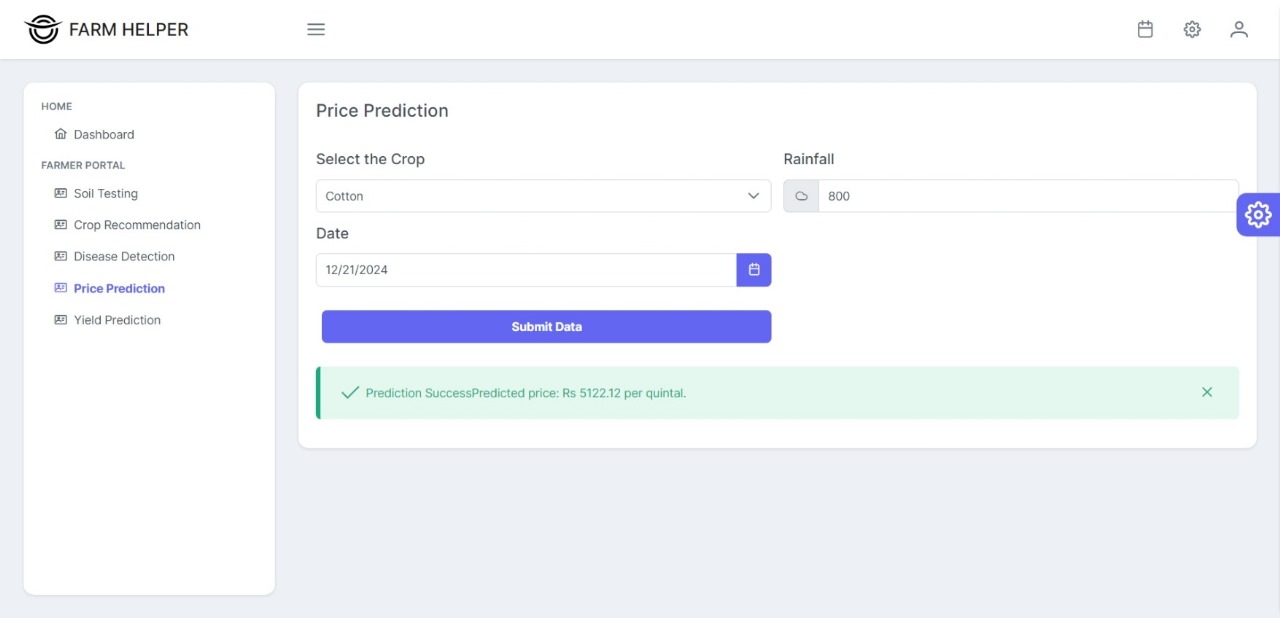 FARM HELPER
HOME
Dashboard
FARMER PORTAL
Soil Testing
Crop Recommendation
Disease Detection
Price Prediction
Yield Prediction
Price Prediction
Select the Crop
Rainfall
Cotton
800
Date
12/21/2024
Submit Data
Prediction SuccessPredicted price: Rs 5122.12 per quintal.